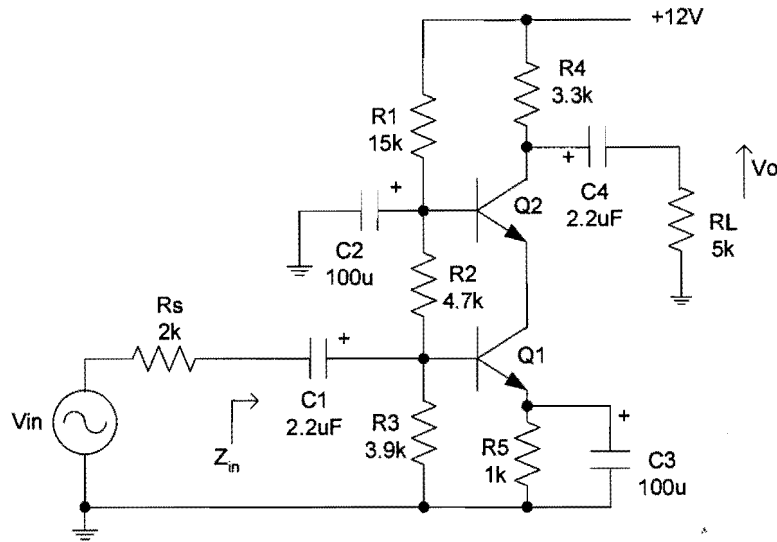 +12V
R4
3.3k
R1
15k
+
+
C4
2.2uF
Vo
Q2
RL
5k
C2
100u
R2
4.7k
Rs
2k
+
C1
2.2uF
Q1
Vin
Zin
R3
3.9k
R5
1k
+
C3
100u